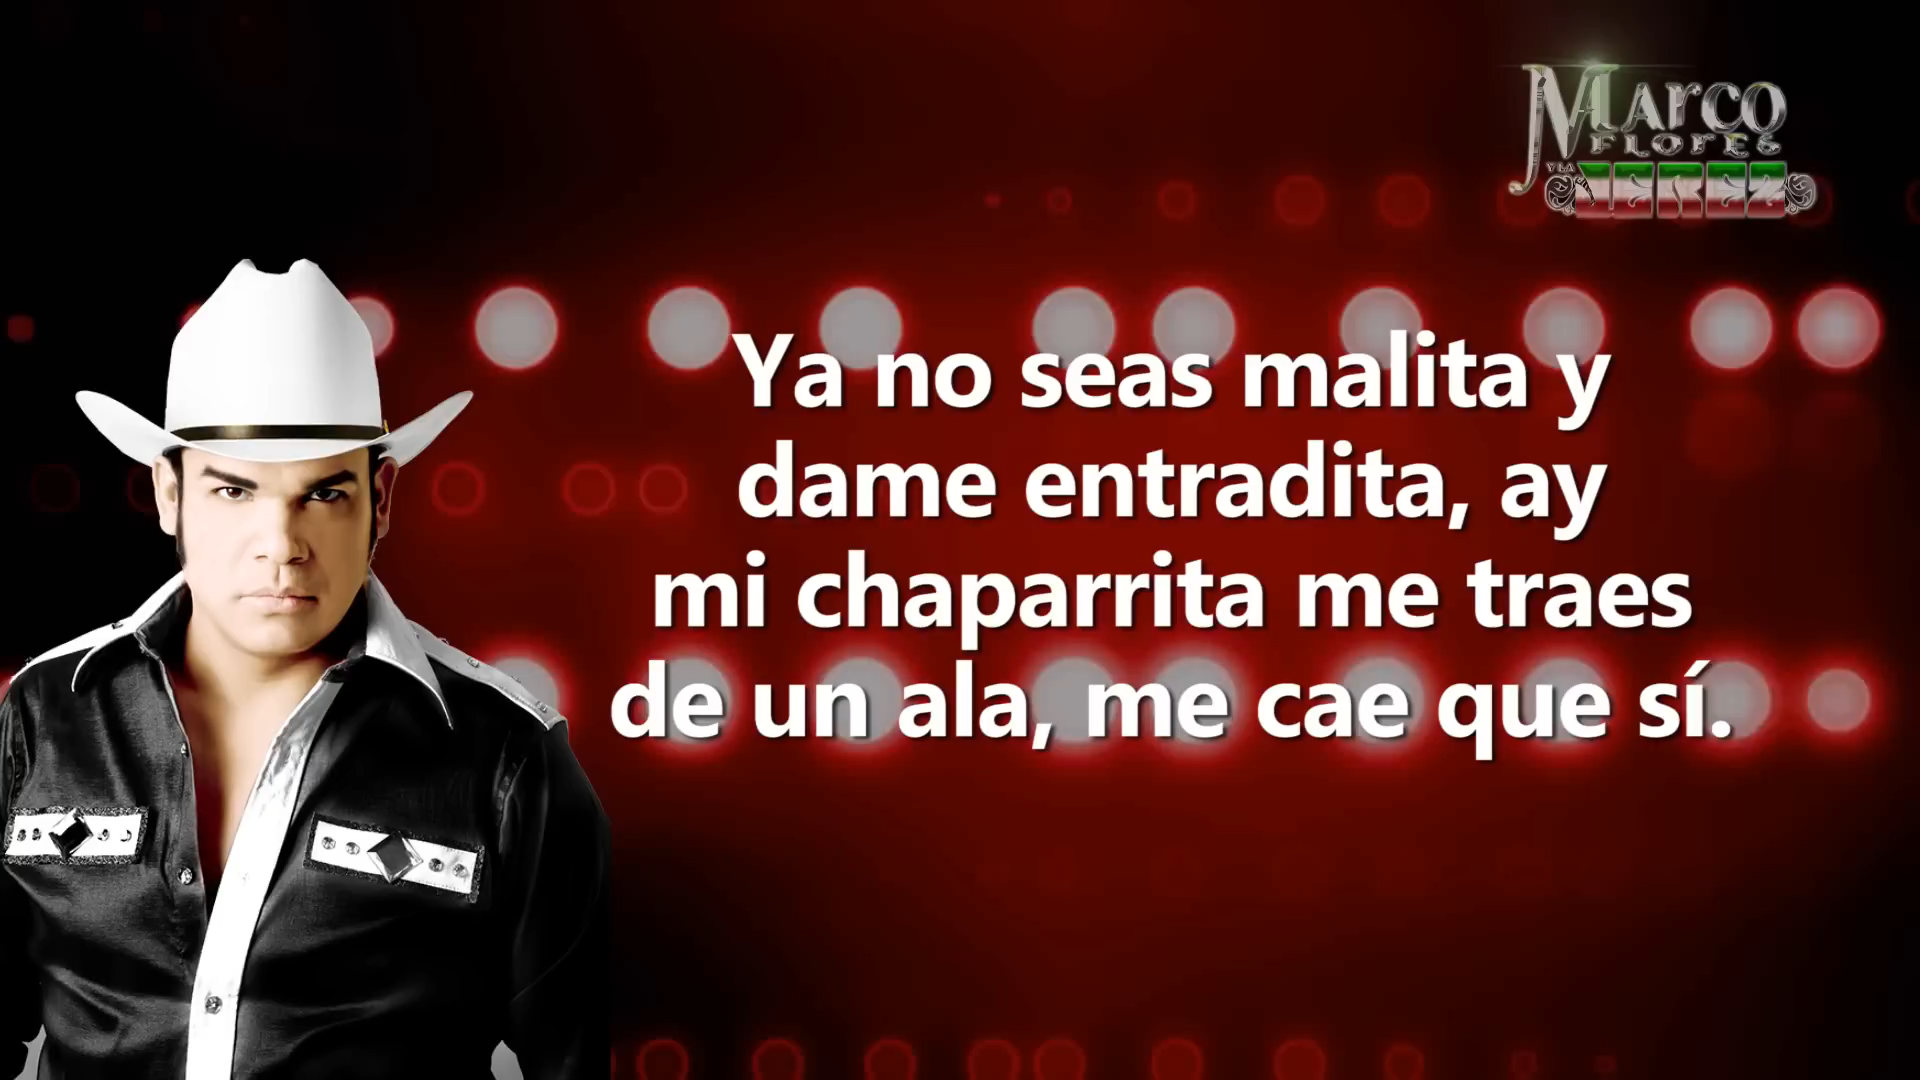 Marco
Flores
y la
Jerez
Ya no seas malita y
dame entradita, ay
mi chaparrita me traes
de un ala, me cae que sí.